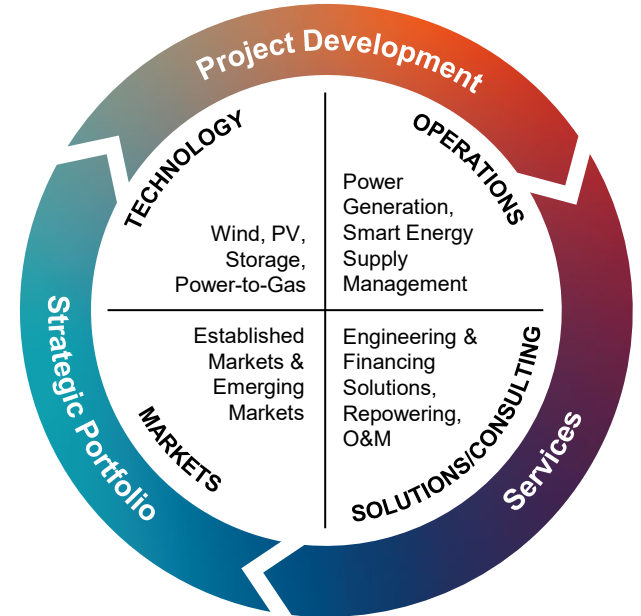 Project Development
TECHNOLOGY
Wind, PV,
Storage,
Power-to-Gas
OPERATIONS
Power
Generation,
Smart Energy
Supply
Management
Established
Markets &
Emerging
Markets
MARKETS
Engineering &
Financing
Solutions,
Repowering,
O&M
SOLUTIONS/CONSULTING
Services
Strategic Portfolio